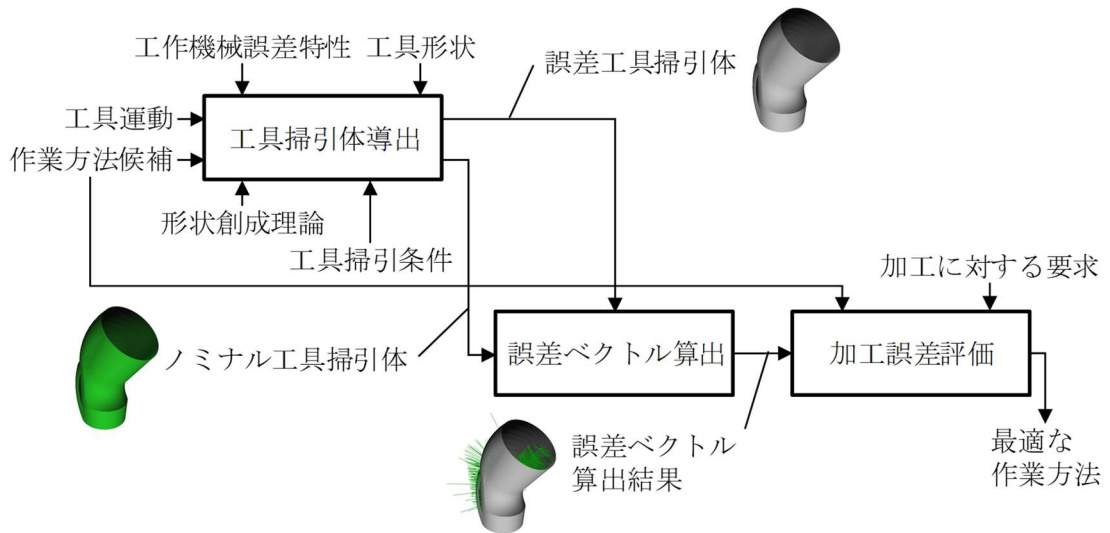 工作機械誤差特性
工具形状
誤差工具掃引体
工具運動
作業方法候補
工具掃引体導出
形状創成理論
工具掃引条件
加工に対する要求
ノミナル工具掃引体
誤差ベクトル算出
加工誤差評価
誤差ベクトル
算出結果
最適な
作業方法